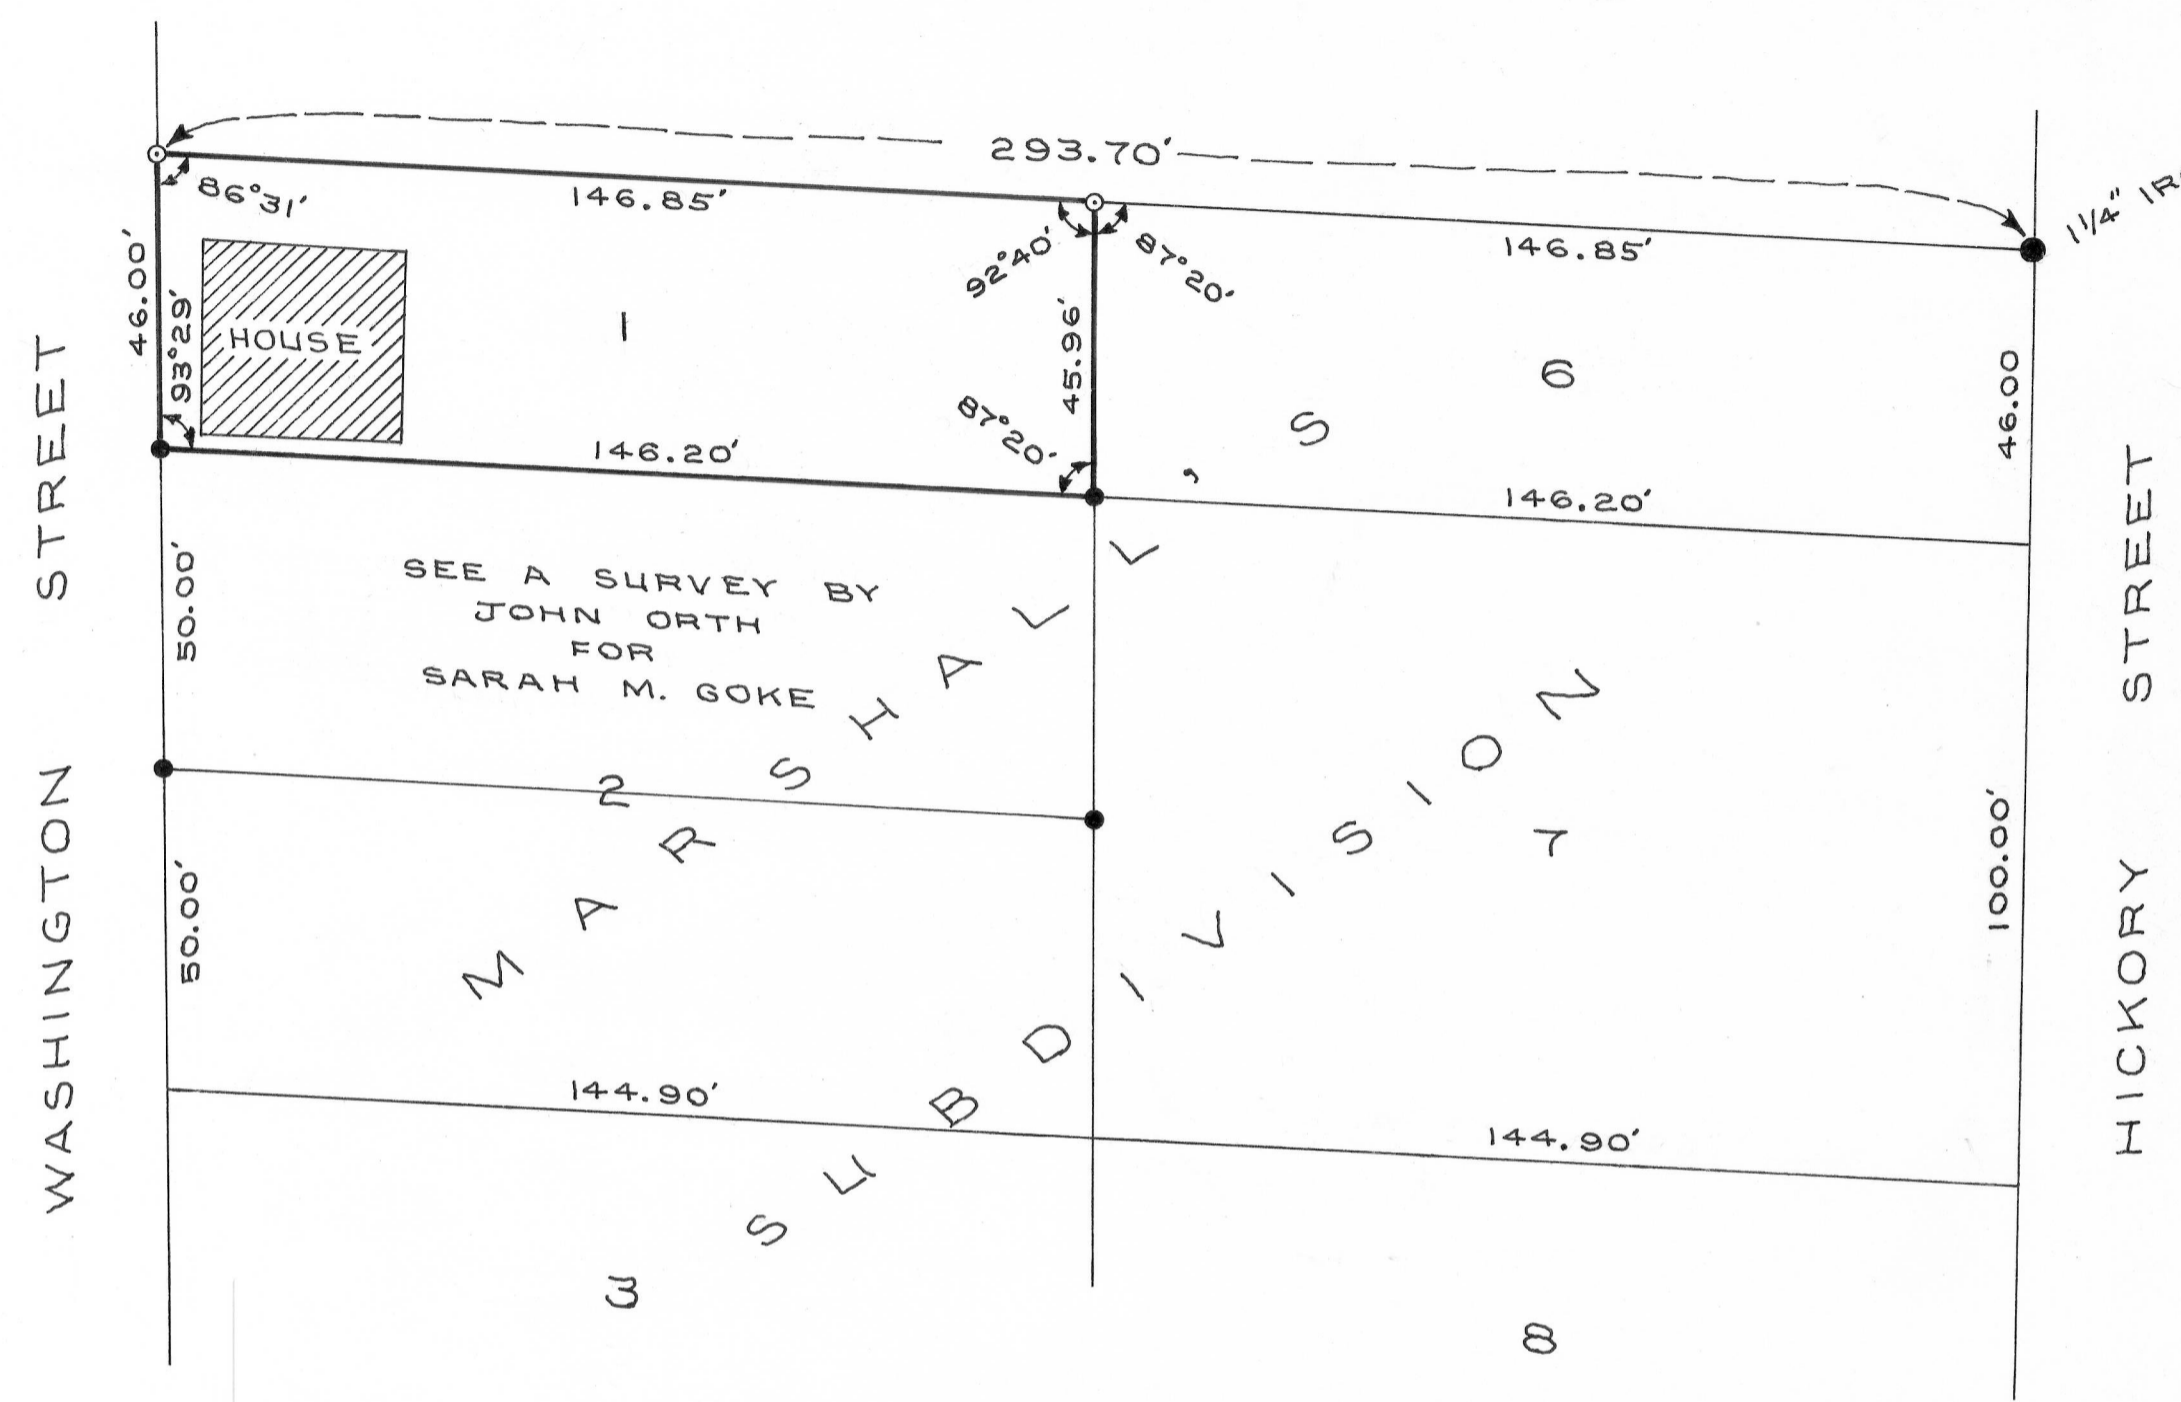 293.70'
1 1/4" IR
86°31'
146.85'
92°40'
87°20'
146.85'
46.00'
93°29'
HOUSE
1
45.96'
6
46.00
87°20'
146.20'
146.20'
WASHINGTON STREET
HICKORY STREET
50.00'
SEE A SURVEY BY
JOHN ORTH
FOR
SARAH M. GOKE
MARSHALL'S
SUBDIVISION
2
7
50.00'
100.00'
144.90'
144.90'
3
8